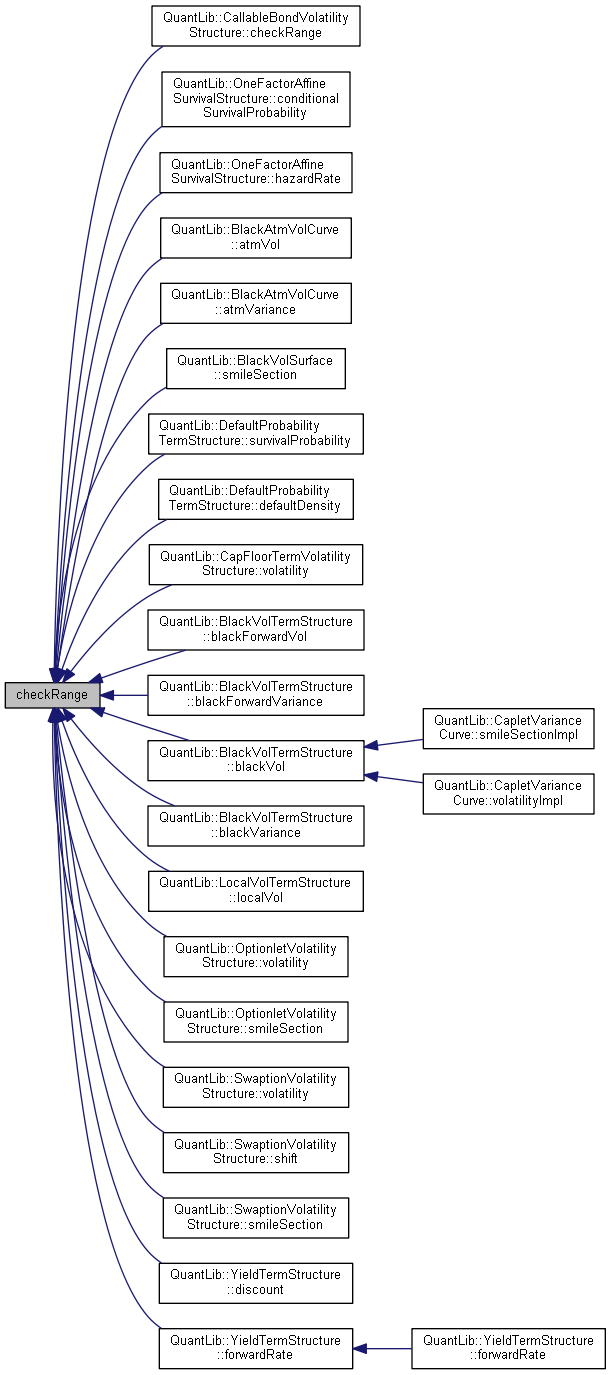 QuantLib::CallableBondVolatility
Structure::checkRange
QuantLib::OneFactorAffine
SurvivalStructure::conditional
SurvivalProbability
QuantLib::OneFactorAffine
SurvivalStructure::hazardRate
QuantLib::BlackAtmVolCurve
::atmVol
QuantLib::BlackAtmVolCurve
::atmVariance
QuantLib::BlackVolSurface
::smileSection
QuantLib::DefaultProbability
TermStructure::survivalProbability
QuantLib::DefaultProbability
TermStructure::defaultDensity
QuantLib::CapFloorTermVolatility
Structure::volatility
QuantLib::BlackVolTermStructure
::blackForwardVol
checkRange
QuantLib::BlackVolTermStructure
::blackForwardVariance
QuantLib::BlackVolTermStructure
::blackVol
QuantLib::CapletVariance
Curve::smileSectionImpl
QuantLib::CapletVariance
Curve::volatilityImpl
QuantLib::BlackVolTermStructure
::blackVariance
QuantLib::LocalVolTermStructure
::localVol
QuantLib::OptionletVolatility
Structure::volatility
QuantLib::OptionletVolatility
Structure::smileSection
QuantLib::SwaptionVolatility
Structure::volatility
QuantLib::SwaptionVolatility
Structure::shift
QuantLib::SwaptionVolatility
Structure::smileSection
QuantLib::YieldTermStructure
::discount
QuantLib::YieldTermStructure
::forwardRate
QuantLib::YieldTermStructure
::forwardRate